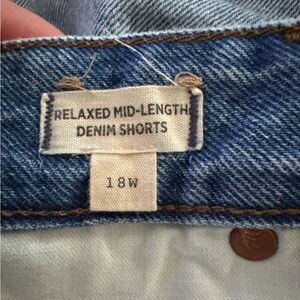 RELAXED MID-LENGTH
DENIM SHORTS
18W